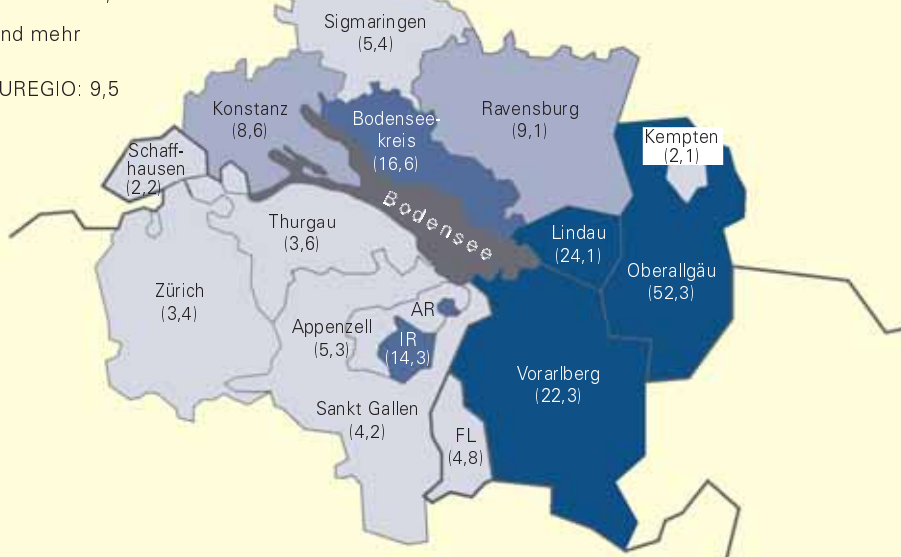 nd mehr
UREGIO: 9,5
Sigmaringen
(5,4)
Konstanz
(8,6)
Bodensee-
kreis
(16,6)
Ravensburg
(9,1)
Kempten
(2,1)
Schaff-
hausen
(2,2)
Bodensee
Thurgau
(3,6)
Lindau
(24,1)
Oberallgäu
(52,3)
Zürich
(3,4)
AR
Appenzell
(5,3)
IR
(14,3)
Vorarlberg
(22,3)
Sankt Gallen
(4,2)
FL
(4,8)